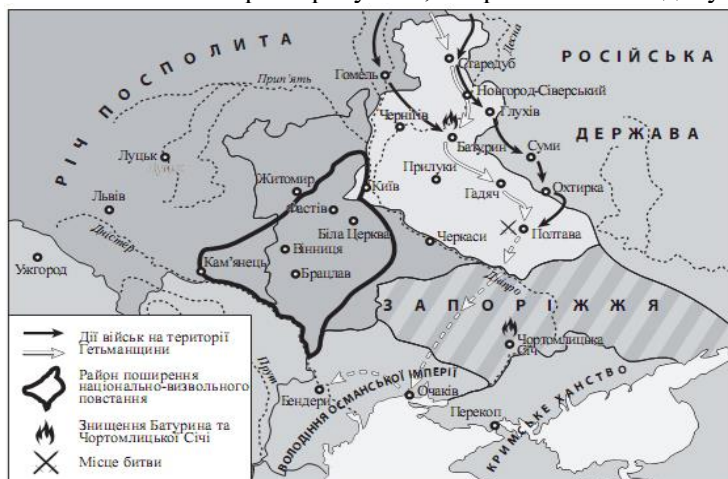 РІЧ ПОСПОЛИТА
РОСІЙСЬКА
ДЕРЖАВА
Десна
Стародуб
Гомель
Новгород-Сіверський
Прип'ять
Глухів
Чернігів
Батурин
Суми
Луцьк
Прилуки
Охтирка
Житомир
Київ
Гадяч
Львів
Фастів
Біла Церква
Полтава
Дністер
Вінниця
Черкаси
Ужгород
Кам'янець
Брацлав
Дніпро
ЗАПОРІЖЖЯ
Чортомлицька
Січ
Прут
Бендери
Очаків
ВОЛОДІННЯ ОСМАНСЬКОЇ ІМПЕРІЇ
Перекоп
КРИМСЬКЕ ХАНСТВО
Дії військ на території
Гетьманщини
Район поширення
національно-визвольного
повстання
Знищення Батурина та
Чортомлицької Січі
Місце битви